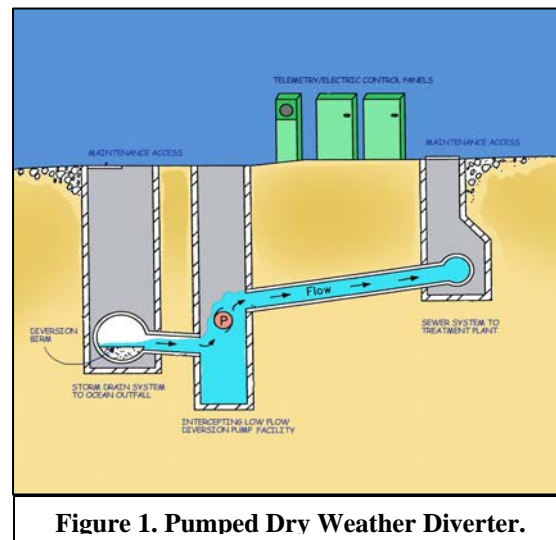 TELEMETRY/ELECTRIC CONTROL PANELS
MAINTENANCE ACCESS
MAINTENANCE ACCESS
P
Flow
DIVERSION
BIRM
STORM DRAIN SYSTEM
TO OCEAN OUTFALL
INTERCEPTING LOW FLOW
DIVERSION PUMP FACILITY
SEWER SYSTEM TO
TREATMENT PLANT
Figure 1. Pumped Dry Weather Diverter.